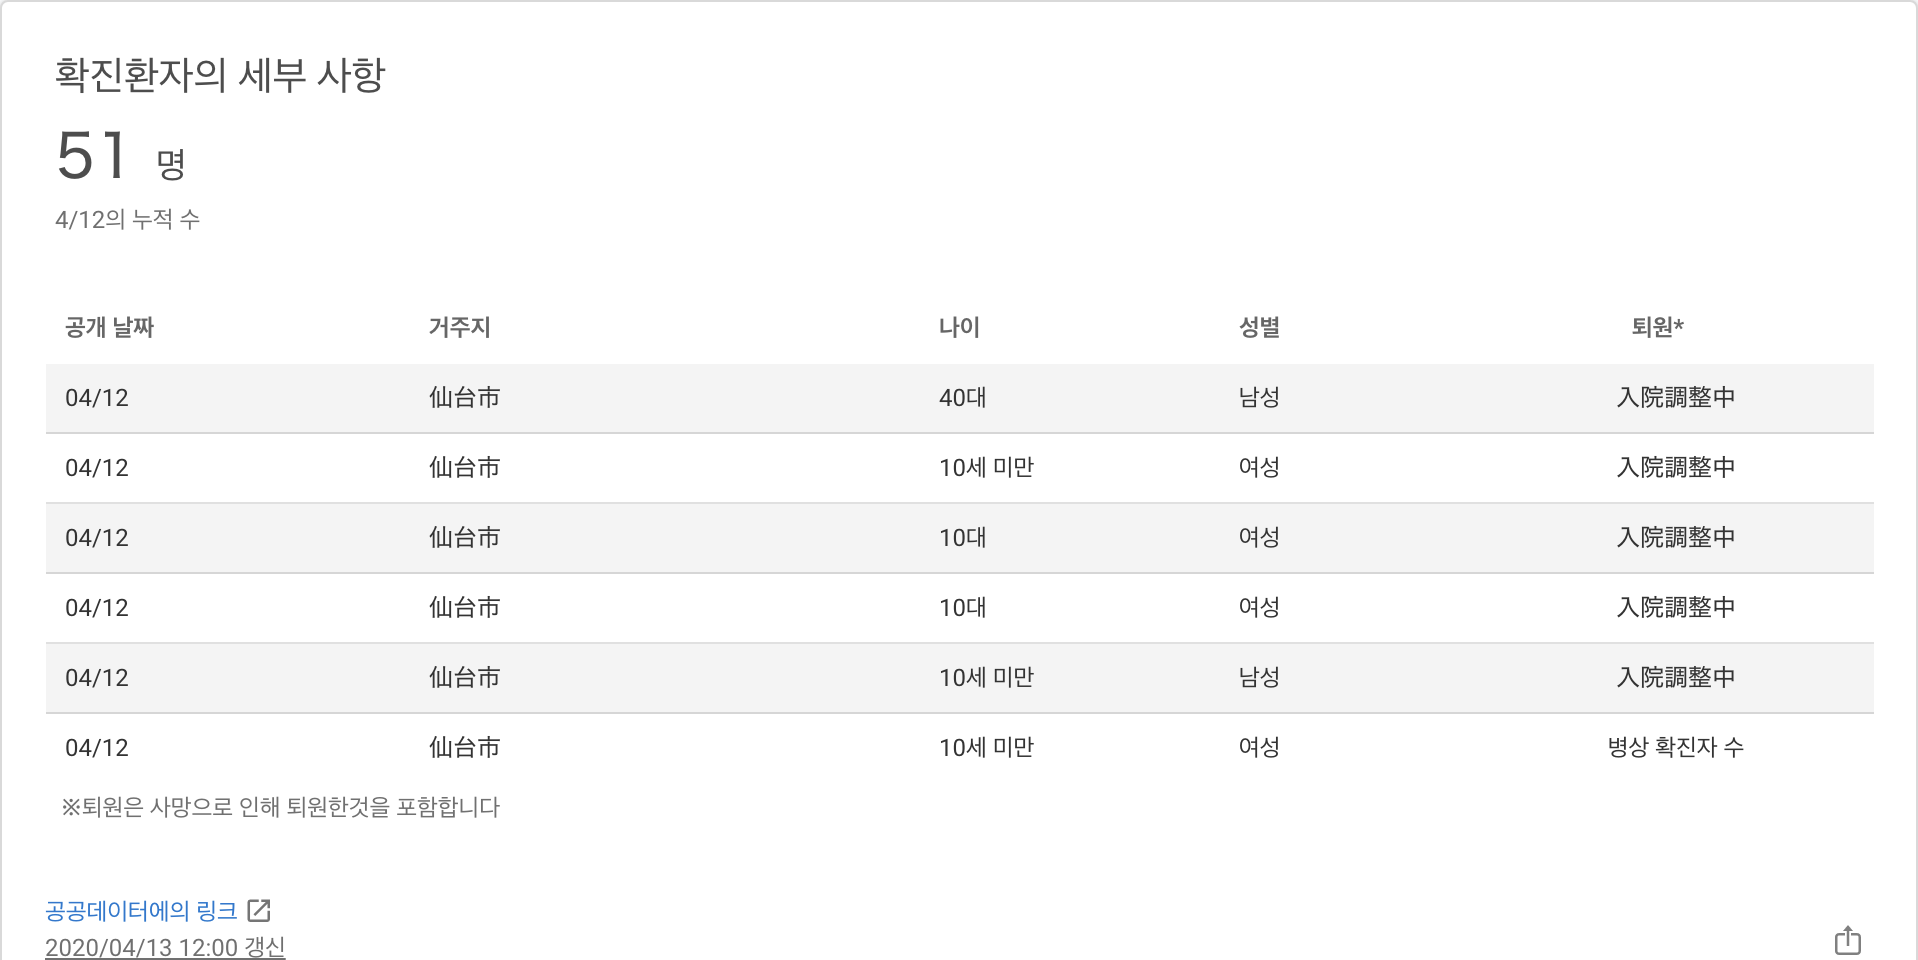 확진환자의 세부 사항
51 명
4/12의 누적 수
공개 날짜 거주지 나이 성별 퇴원*
04/12 仙台市 40대 남성 入院調整中
04/12 仙台市 10세 미만 여성 入院調整中
04/12 仙台市 10대 여성 入院調整中
04/12 仙台市 10대 여성 入院調整中
04/12 仙台市 10세 미만 남성 入院調整中
04/12 仙台市 10세 미만 여성 병상 확진자 수
※퇴원은 사망으로 인해 퇴원한것을 포함합니다
공공데이터에의 링크
2020/04/13 12:00 갱신